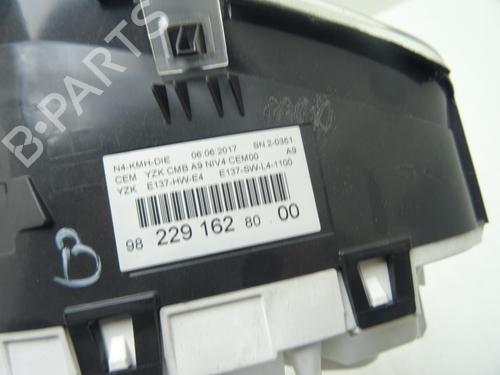 B-PARTS
N4-KMH-DIE 06.06.2017 SN 2-0351
CEM YZK CMB A9 NIV4 CEM00 A9
YZK E137-HW-E4 E137-SW-L4-1100
98 229 162 80 00
B